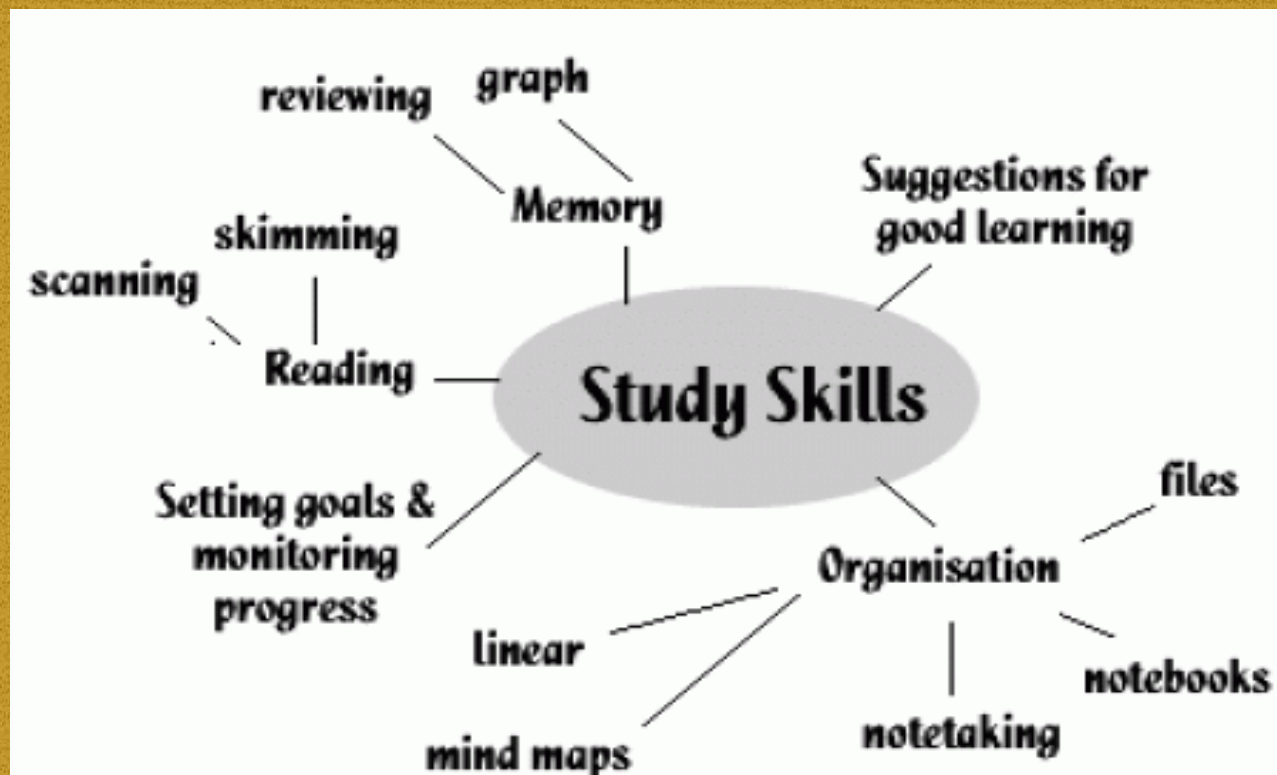 graph
reviewing
Memory
Suggestions for
good learning
skimming
scanning
Reading
Study Skills
Setting goals &
monitoring
progress
files
Organisation
linear
notebooks
notetaking
mind maps